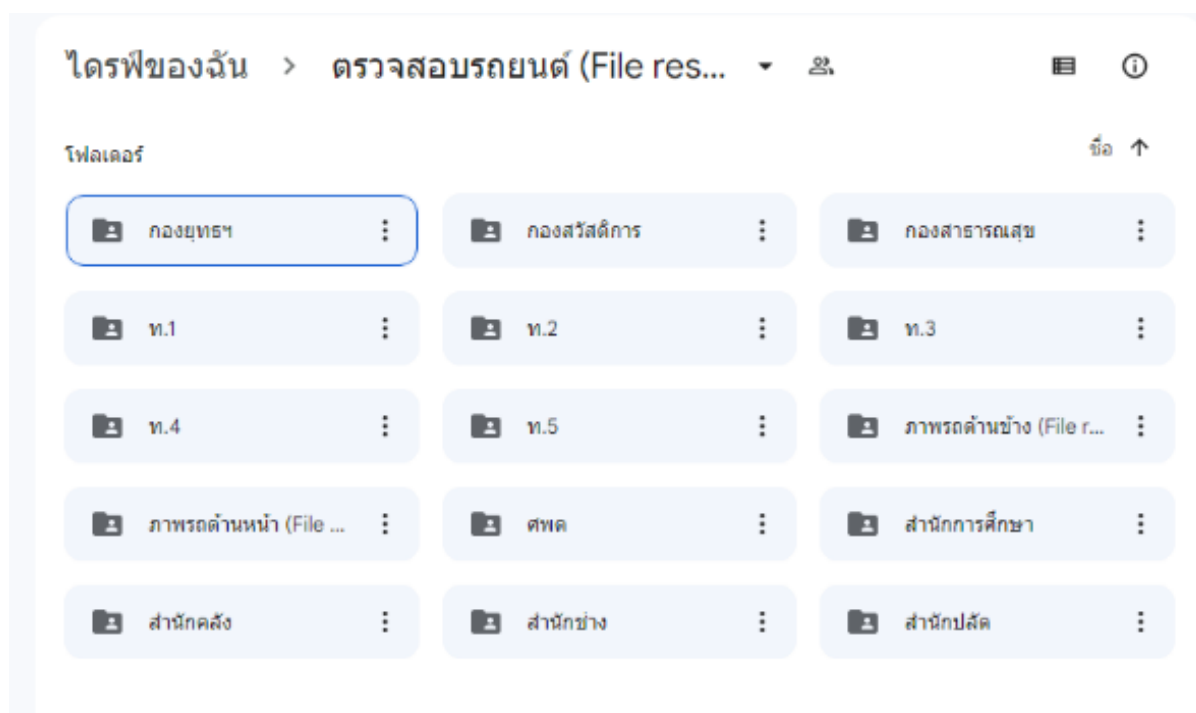 ไดรฟ์ของฉัน > ตรวจสอบรถยนต์ (File res...
โฟลเดอร์ ชื่อ
กองยุทธฯ กองสวัสดิการ กองสาธารณสุข
ท.1 ท.2 ท.3
ท.4 ท.5 ภาพรถด้านข้าง (File r...
ภาพรถด้านหน้า (File ... ศพด สำนักการศึกษา
สำนักคลัง สำนักช่าง สำนักปลัด